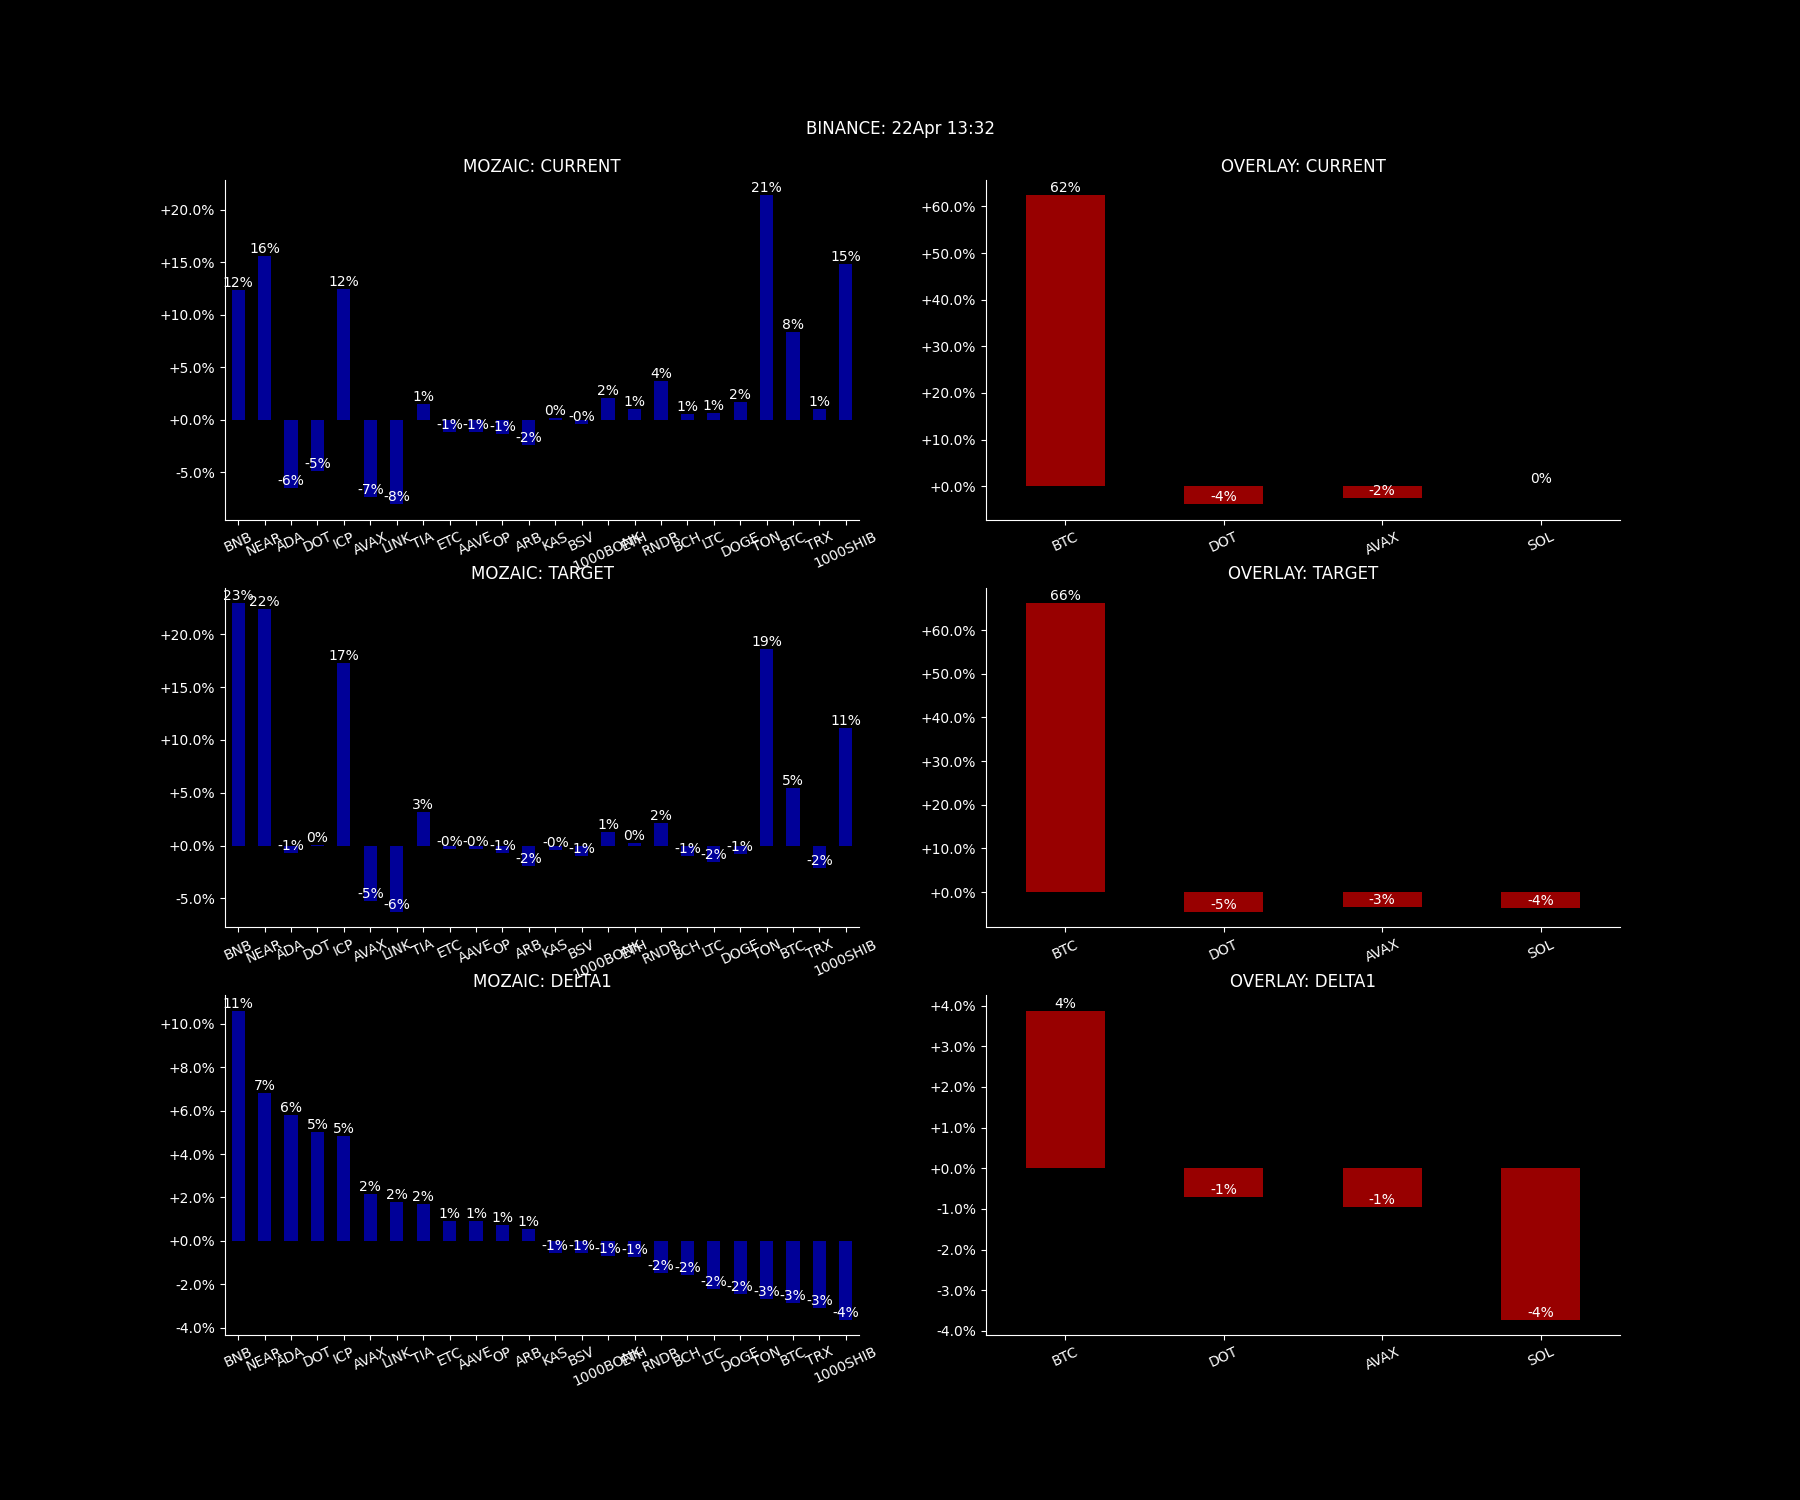 BINANCE: 22Apr 13:32
MOZAIC: CURRENT
+20.0%
+15.0%
+10.0%
+5.0%
+0.0%
-5.0%
12% 16% -6% -5% 12% -7% -8% 1% -1% -1% -1% -2% 0% -0% 2% 1% 4% 1% 1% 2% 21% 8% 1% 15%
BNB NEAR ADA DOT ICP AVAX LINK TIA ETC AAVE OP ARB KAS BSV 1000BONK ETH RNDR BCH LTC DOGE TON BTC TRX 1000SHIB
OVERLAY: CURRENT
+60.0%
+50.0%
+40.0%
+30.0%
+20.0%
+10.0%
+0.0%
62% -4% -2% 0%
BTC DOT AVAX SOL
MOZAIC: TARGET
+20.0%
+15.0%
+10.0%
+5.0%
+0.0%
-5.0%
23% 22% -1% 0% 17% -5% -6% 3% -0% -0% -1% -2% -0% -1% 1% 0% 2% -1% -2% -1% 19% 5% -2% 11%
BNB NEAR ADA DOT ICP AVAX LINK TIA ETC AAVE OP ARB KAS BSV 1000BONK ETH RNDR BCH LTC DOGE TON BTC TRX 1000SHIB
OVERLAY: TARGET
+60.0%
+50.0%
+40.0%
+30.0%
+20.0%
+10.0%
+0.0%
66% -5% -3% -4%
BTC DOT AVAX SOL
MOZAIC: DELTA1
+10.0%
+8.0%
+6.0%
+4.0%
+2.0%
+0.0%
-2.0%
-4.0%
11% 7% 6% 5% 5% 2% 2% 2% 1% 1% 1% 1% -1% -1% -1% -1% -2% -2% -2% -2% -3% -3% -3% -4%
BNB NEAR ADA DOT ICP AVAX LINK TIA ETC AAVE OP ARB KAS BSV 1000BONK ETH RNDR BCH LTC DOGE TON BTC TRX 1000SHIB
OVERLAY: DELTA1
+4.0%
+3.0%
+2.0%
+1.0%
+0.0%
-1.0%
-2.0%
-3.0%
-4.0%
4% -1% -1% -4%
BTC DOT AVAX SOL